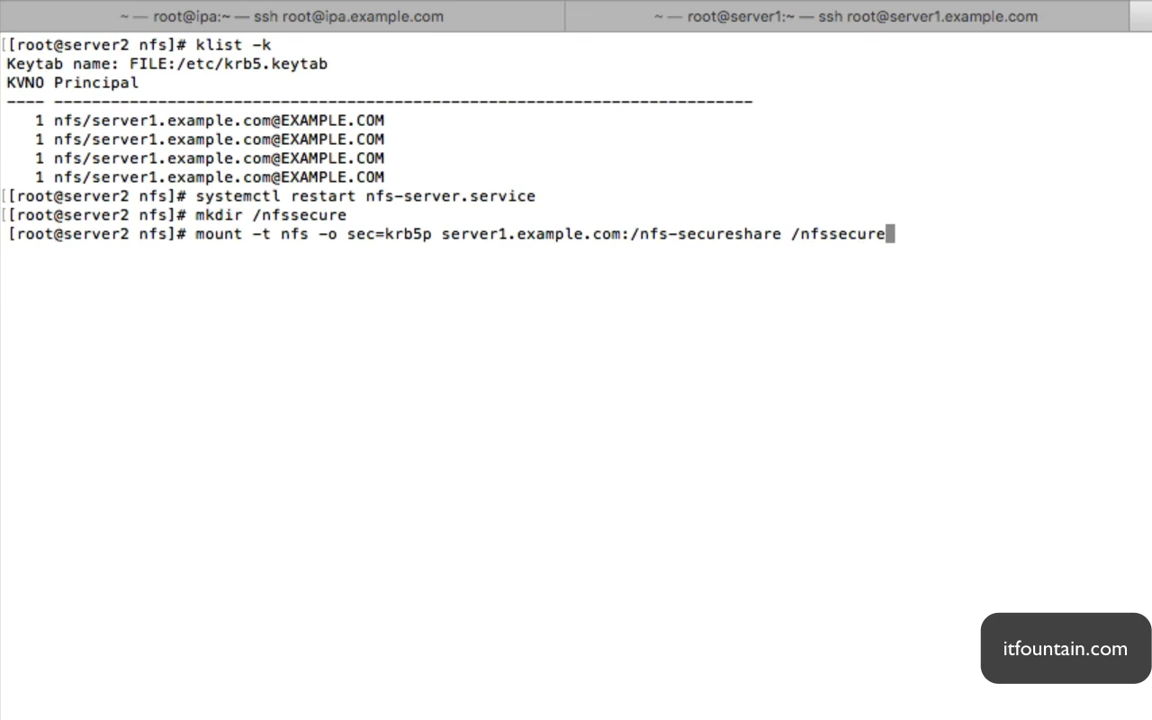 ~ — root@ipa:~ — ssh root@ipa.example.com ~ — root@server1:~ — ssh root@server1.example.com
[[root@server2 nfs]# klist -k
Keytab name: FILE:/etc/krb5.keytab
KVNO Principal
---- --------------------------------------------------------------------------
1 nfs/server1.example.com@EXAMPLE.COM
1 nfs/server1.example.com@EXAMPLE.COM
1 nfs/server1.example.com@EXAMPLE.COM
1 nfs/server1.example.com@EXAMPLE.COM
[[root@server2 nfs]# systemctl restart nfs-server.service
[[root@server2 nfs]# mkdir /nfssecure
[root@server2 nfs]# mount -t nfs -o sec=krb5p server1.example.com:/nfs-secureshare /nfssecure
itfountain.com